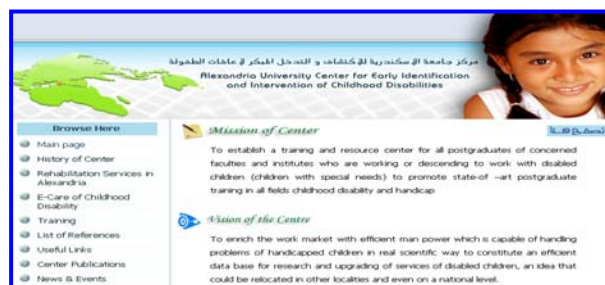 مركز جامعة الإسكندرية للإكتشاف و التدخل المبكر لإعاقات الطفولة
Alexandria University Center for Early Identification
and Intervention of Childhood Disabilities
Browse Here
Main page
History of Center
Rehabilitation Services in
Alexandria
E-Care of Childhood
Disability
Training
List of References
Useful Links
Center Publications
News & Events
Mission of Center
To establish a training and resource center for all postgraduates of concerned
faculties and institutes who are working or descending to work with disabled
children (children with special needs) to promote state-of –art postgraduate
training in all fields childhood disability and handicap
Vision of the Centre
To enrich the work market with efficient man power which is capable of handling
problems of handicapped children in real scientific way to constitute an efficient
data base for research and upgrading of services of disabled children, an idea that
could be relocated in other localities and even on a national level.